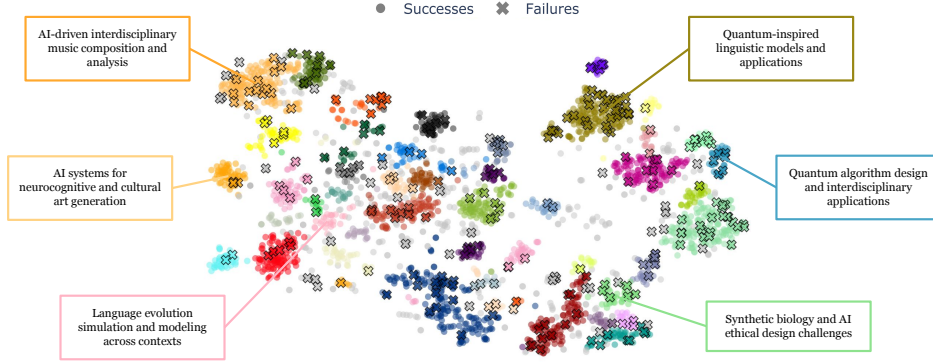 Successes
Failures
AI-driven interdisciplinary
music composition and
analysis
Quantum-inspired
linguistic models and
applications
AI systems for
neurocognitive and cultural
art generation
Quantum algorithm design
and interdisciplinary
applications
Language evolution
simulation and modeling
across contexts
Synthetic biology and AI
ethical design challenges